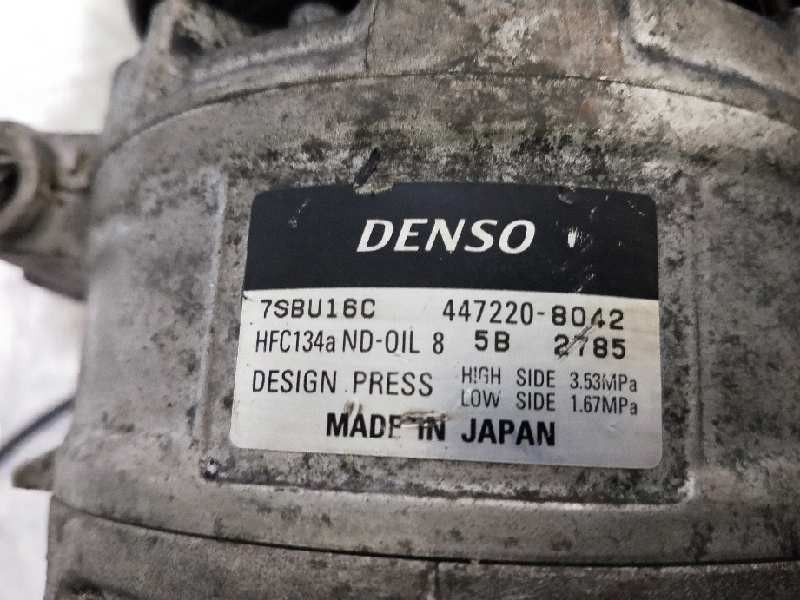 DENSO
7SBU16C 447220-8042
HFC134a ND-OIL 8 5B 2785
DESIGN PRESS HIGH SIDE 3.53MPa
LOW SIDE 1.67MPa
MADE IN JAPAN